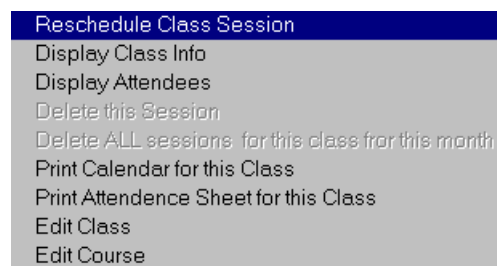 Reschedule Class Session
Display Class Info
Display Attendees
Delete this Session
Delete ALL sessions for this class fror this month
Print Calendar for this Class
Print Attendence Sheet for this Class
Edit Class
Edit Course